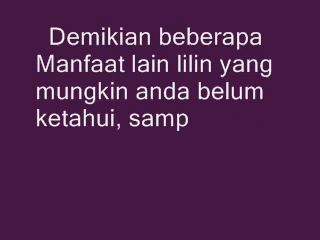 Demikian beberapa
Manfaat lain lilin yang
mungkin anda belum
ketahui, samp